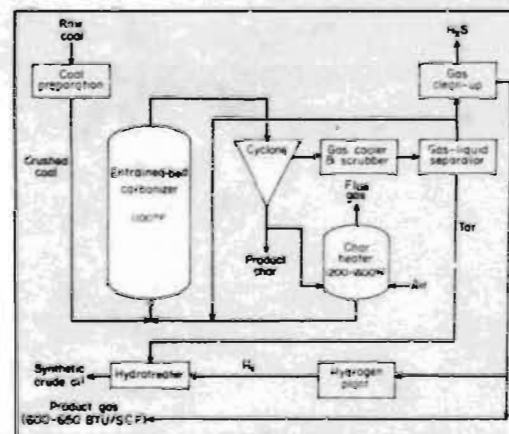 Raw
coal
Coal
preparation
Crushed
coal
Entrained-bed
carbonizer
1100°F
Cyclone
Gas cooler
& scrubber
Gas-liquid
separator
H₂S
Gas
clean-up
Flue
gas
Tar
Product
char
Char
heater
Air
Synthetic
crude oil
Hydrotreater
H₂
Hydrogen
plant
Product gas
(600-650 BTU/SCF)